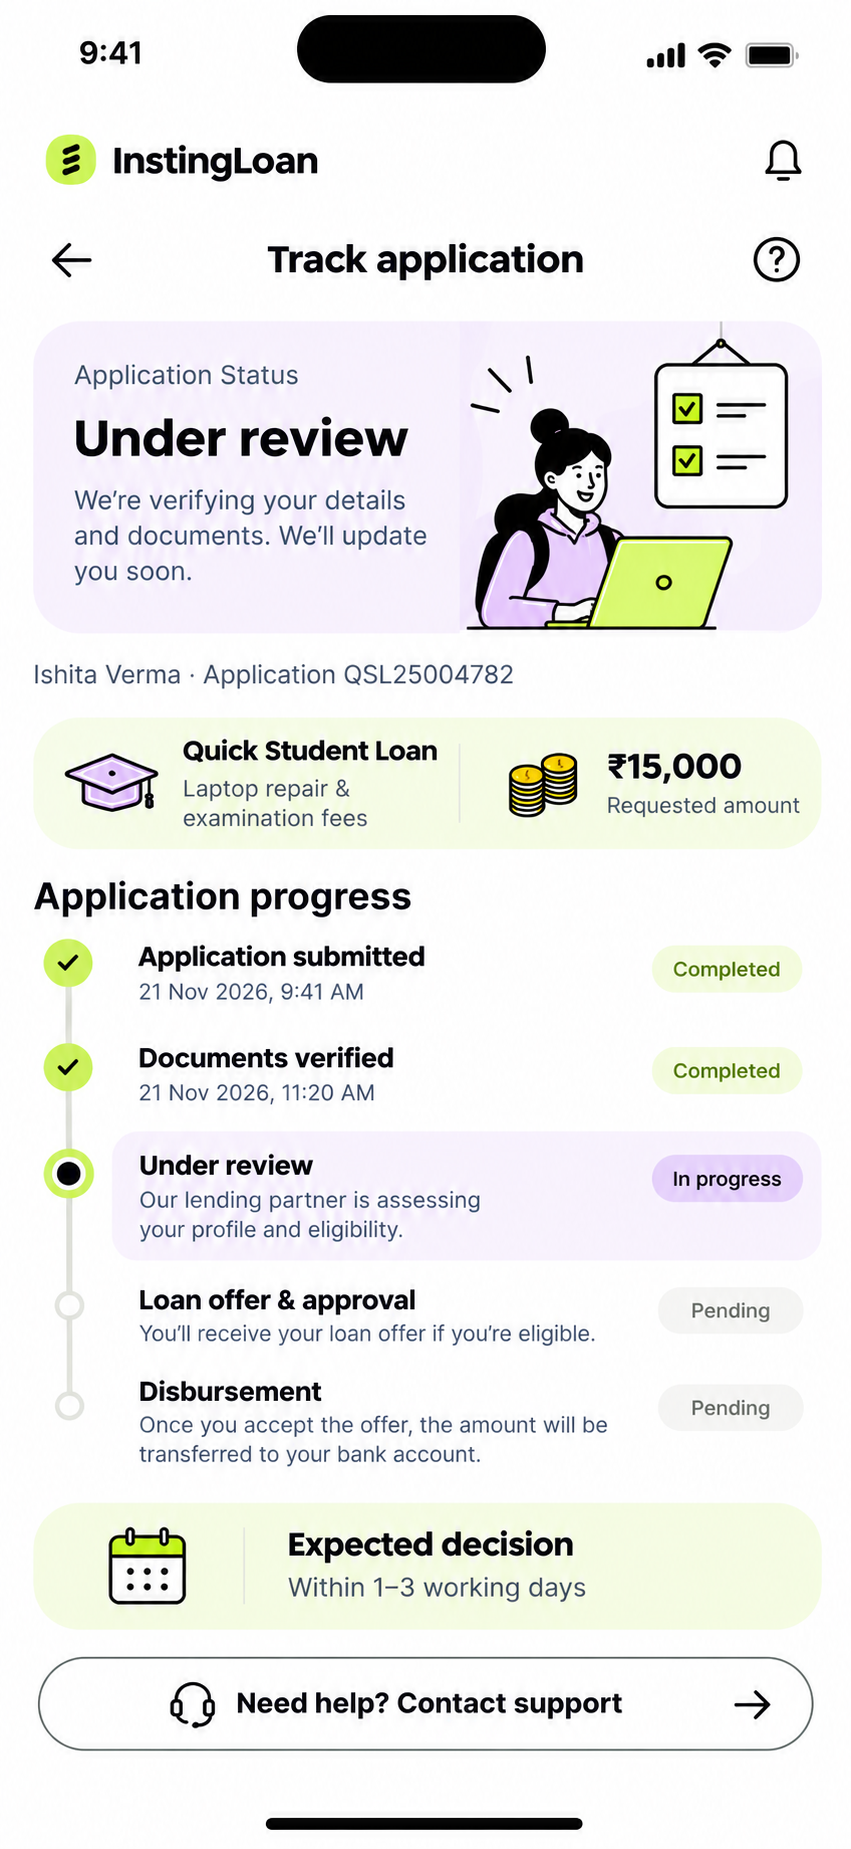 9:41
InstingLoan
Track application
Application Status
Under review
We’re verifying your details
and documents. We’ll update
you soon.
Ishita Verma · Application QSL25004782
Quick Student Loan
Laptop repair &
examination fees
₹15,000
Requested amount
Application progress
Application submitted
21 Nov 2026, 9:41 AM
Completed
Documents verified
21 Nov 2026, 11:20 AM
Completed
Under review
Our lending partner is assessing
your profile and eligibility.
In progress
Loan offer & approval
You’ll receive your loan offer if you’re eligible.
Pending
Disbursement
Once you accept the offer, the amount will be
transferred to your bank account.
Pending
Expected decision
Within 1–3 working days
Need help? Contact support